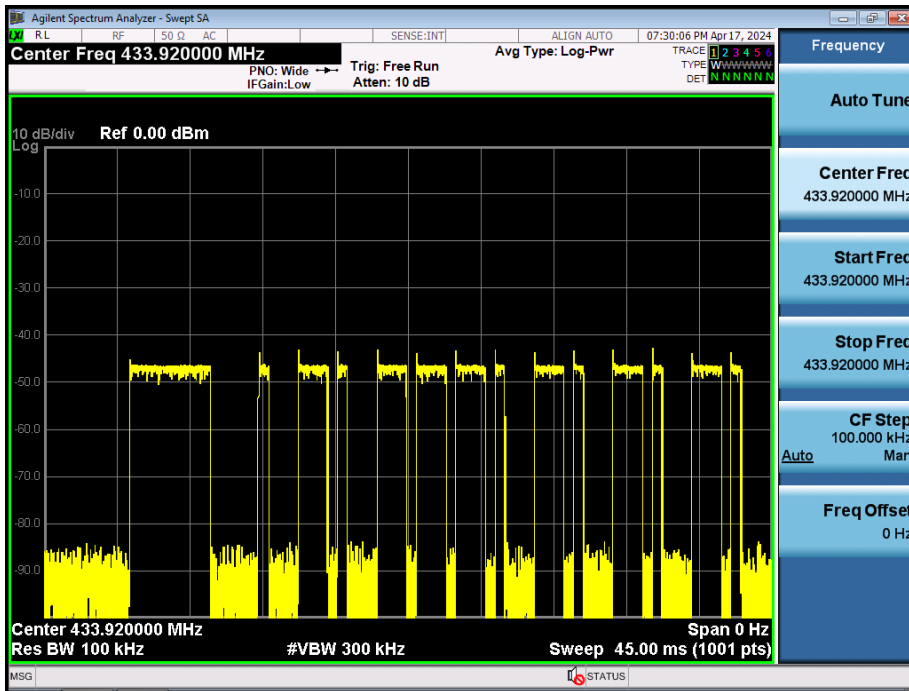 Agilent Spectrum Analyzer - Swept SA
LXI RL RF 50 Ω AC SENSE:INT ALIGN AUTO 07:30:06 PM Apr 17, 2024
Center Freq 433.920000 MHz
PNO: Wide
IFGain:Low
Trig: Free Run
Atten: 10 dB
Avg Type: Log-Pwr
TRACE 1 2 3 4 5 6
TYPE WWWWWW
DET N N N N N N
10 dB/div Ref 0.00 dBm
Log
-10.0
-20.0
-30.0
-40.0
-50.0
-60.0
-70.0
-80.0
-90.0
Center 433.920000 MHz Span 0 Hz
Res BW 100 kHz #VBW 300 kHz Sweep 45.00 ms (1001 pts)
MSG STATUS
Frequency
Auto Tune
Center Freq
433.920000 MHz
Start Freq
433.920000 MHz
Stop Freq
433.920000 MHz
CF Step
100.000 kHz
Auto Man
Freq Offset
0 Hz